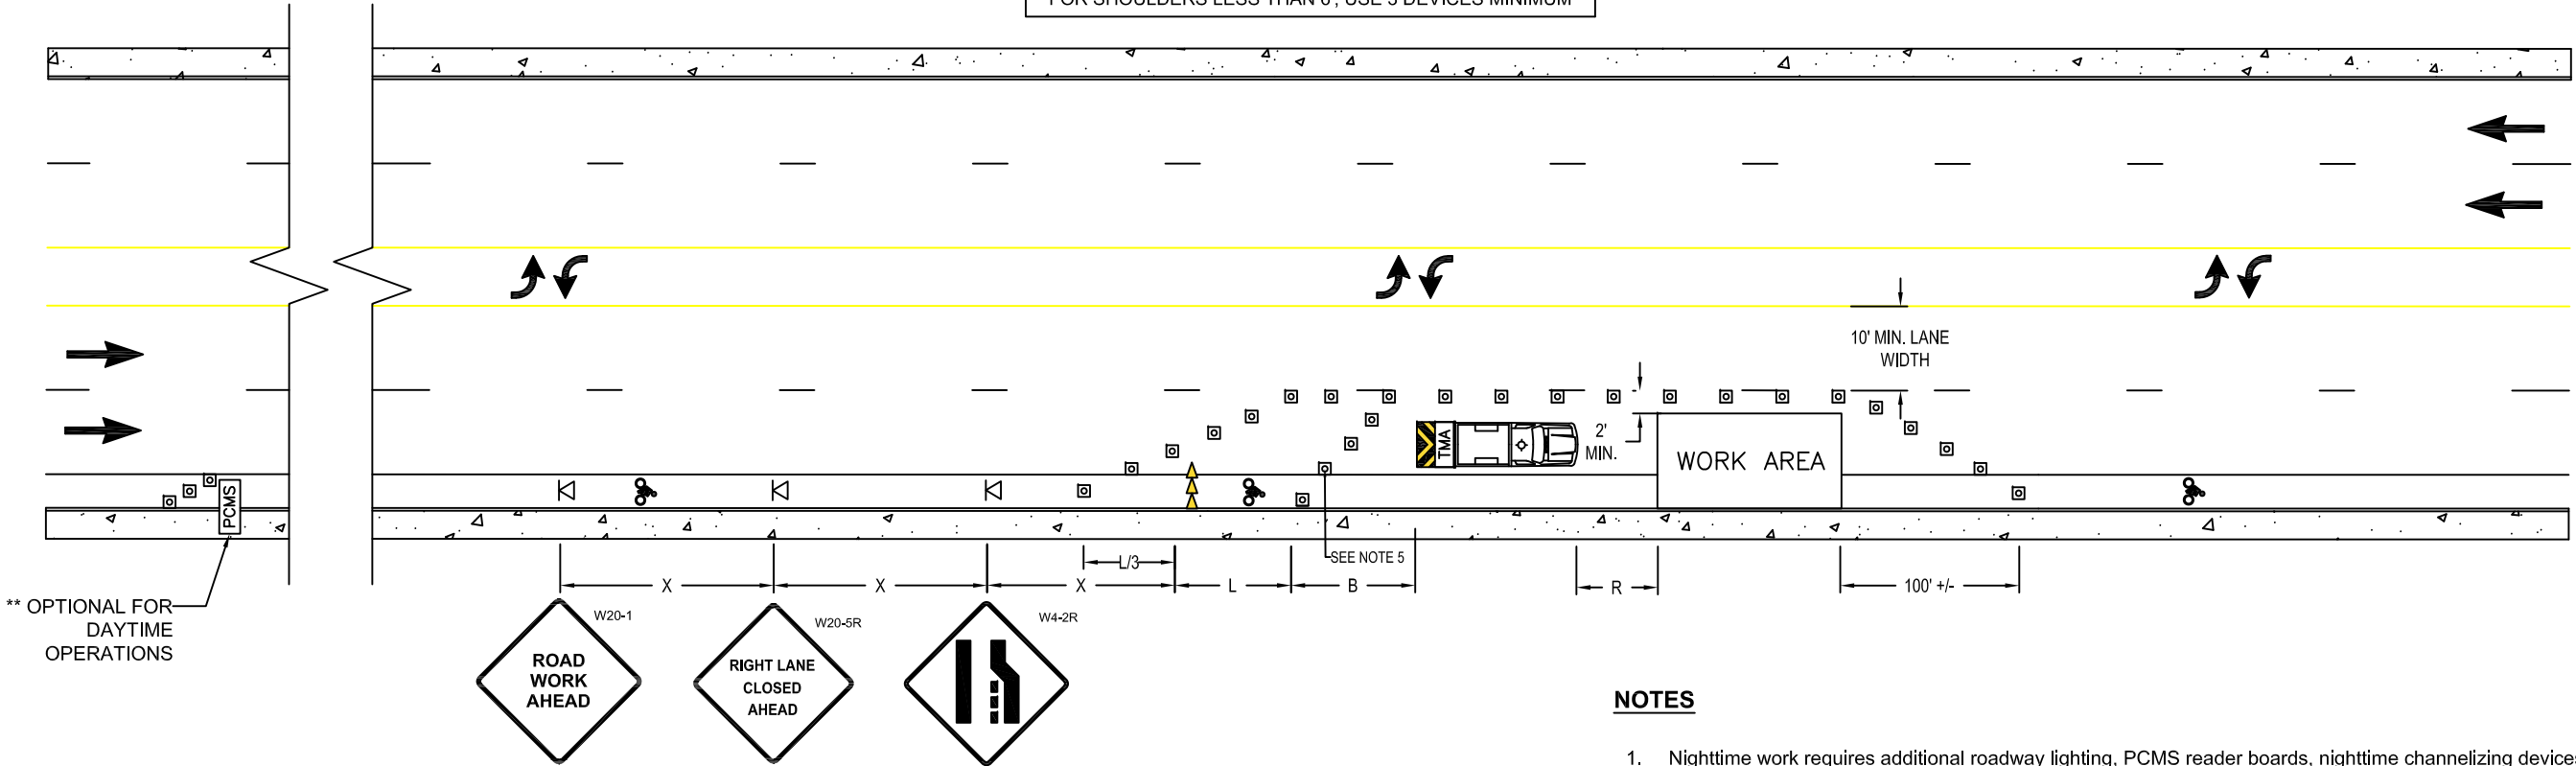 FOR SHOULDERS LESS THAN 8', USE 3 DEVICES MINIMUM
10' MIN. LANE
WIDTH
2'
MIN.
TMA
WORK AREA
PCMS
SEE NOTE 5
L/3
X
X
X
L
B
R
100' +/-
** OPTIONAL FOR
DAYTIME
OPERATIONS
W20-1
ROAD
WORK
AHEAD
W20-5R
RIGHT LANE
CLOSED
AHEAD
W4-2R
NOTES
1. Nighttime work requires additional roadway lighting, PCMS reader boards, nighttime channelizing device